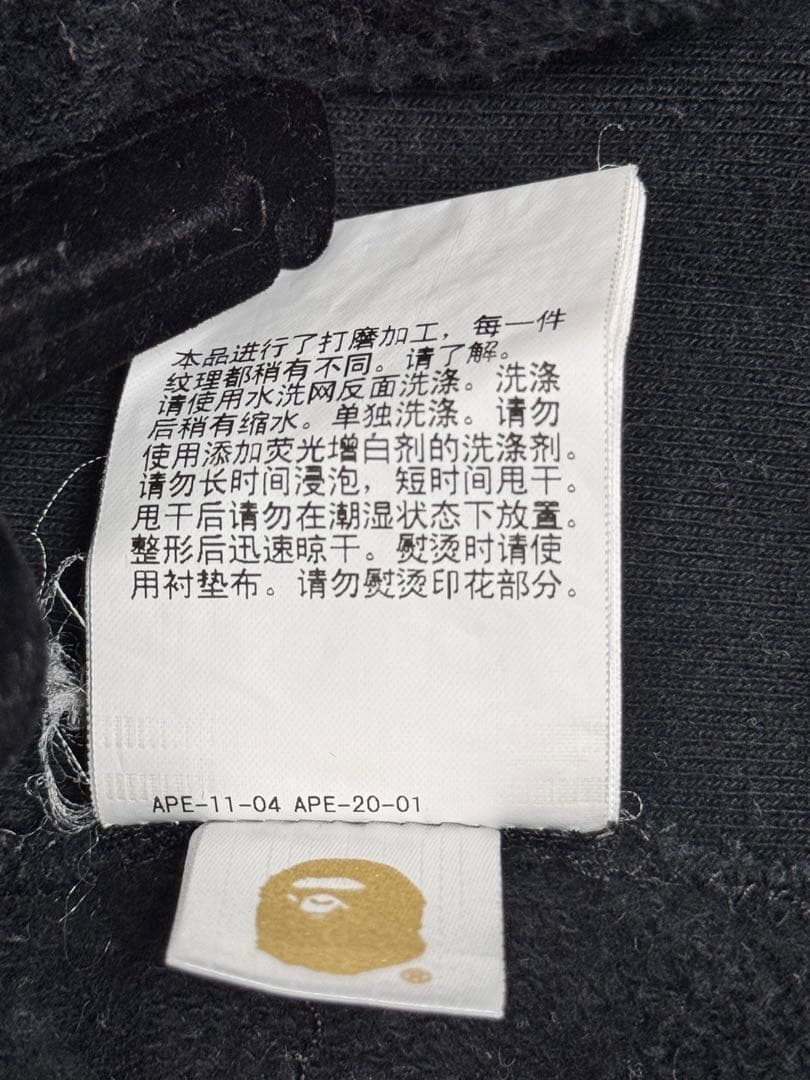 本品进行了打磨加工，每一件
纹理都稍有不同。请了解。
请使用水洗网反面洗涤。洗涤
后稍有缩水。单独洗涤。请勿
使用添加荧光增白剂的洗涤剂。
请勿长时间浸泡，短时间甩干。
甩干后请勿在潮湿状态下放置。
整形后迅速晾干。熨烫时请使
用衬垫布。请勿熨烫印花部分。
APE-11-04 APE-20-01
®